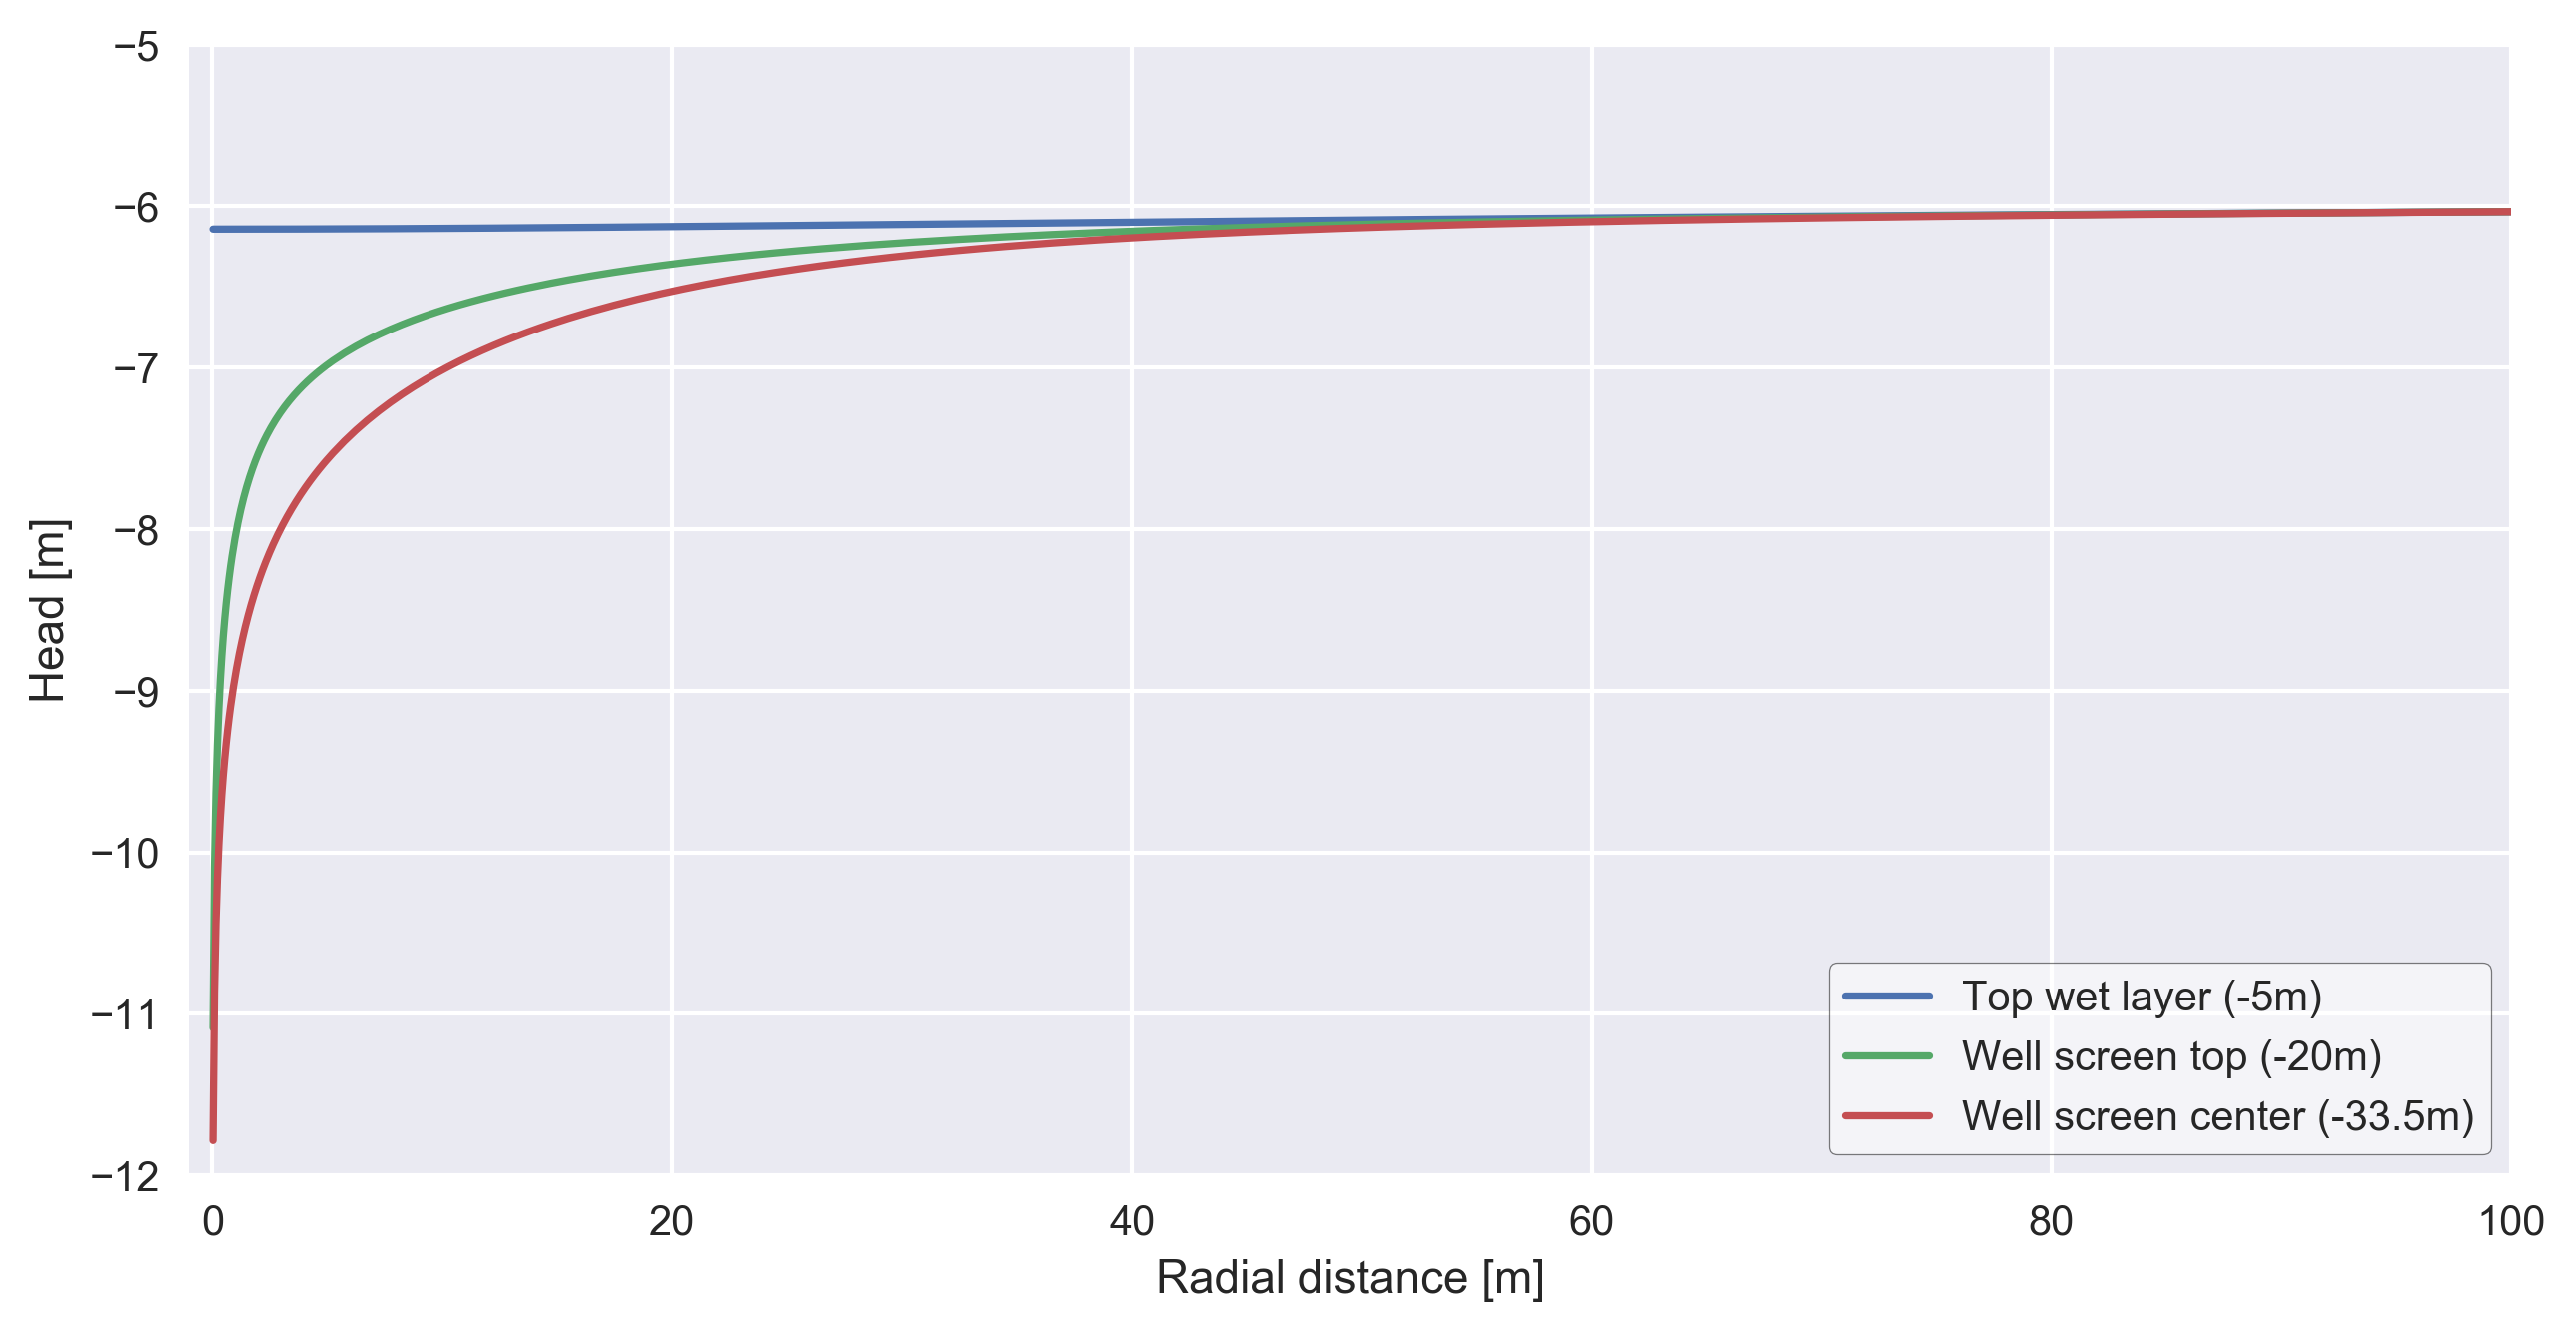 Head [m]
−5
−6
−7
−8
−9
−10
−11
−12
0 20 40 60 80 100
Radial distance [m]
Top wet layer (-5m)
Well screen top (-20m)
Well screen center (-33.5m)